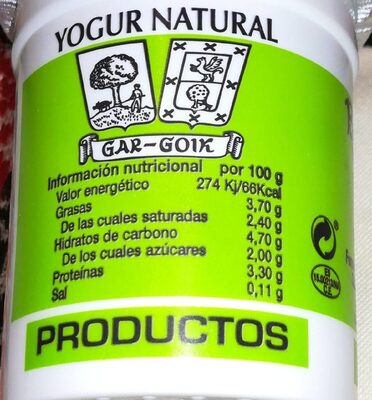 YOGUR NATURAL
GAR-GOIK
Información nutricional por 100 g
Valor energético 274 Kj/66Kcal
Grasas 3,70 g
De las cuales saturadas 2,40 g
Hidratos de carbono 4,70 g
De los cuales azúcares 2,00 g
Proteínas 3,30 g
Sal 0,11 g
PRODUCTOS